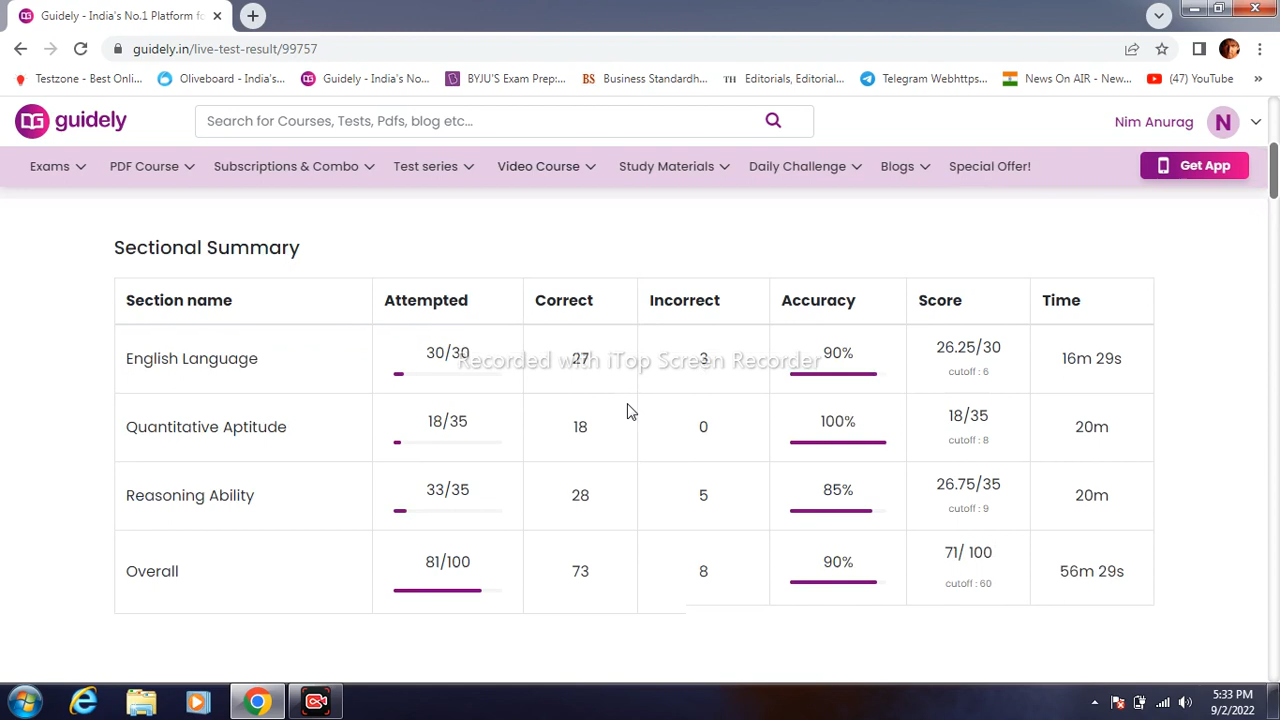 Guidely - India's No.1 Platform fo
guidely.in/live-test-result/99757
Testzone - Best Onli...
Oliveboard - India's...
Guidely - India's No...
BYJU'S Exam Prep:...
BS Business Standardh...
TH Editorials, Editorial...
Telegram Webhttps...
News On AIR - New...
(47) YouTube
»
guidely
Search for Courses, Tests, Pdfs, blog etc...
Nim Anurag N
Exams PDF Course Subscriptions & Combo Test series Video Course Study Materials Daily Challenge Blogs Special Offer! Get App
Sectional Summary
Section name Attempted Correct Incorrect Accuracy Score Time
English Language 30/30 27 3 90% 26.25/30 16m 29s
cutoff : 6
Recorded with iTop Screen Recorder
Quantitative Aptitude 18/35 18 0 100% 18/35 20m
cutoff : 8
Reasoning Ability 33/35 28 5 85% 26.75/35 20m
cutoff : 9
Overall 81/100 73 8 90% 71/ 100 56m 29s
cutoff : 60
5:33 PM
9/2/2022